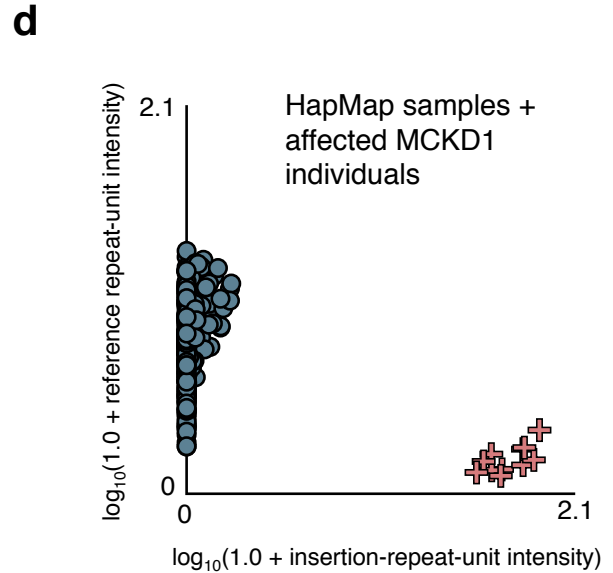 d
2.1
HapMap samples +
affected MCKD1
individuals
log10(1.0 + reference repeat-unit intensity)
0
0
2.1
log10(1.0 + insertion-repeat-unit intensity)